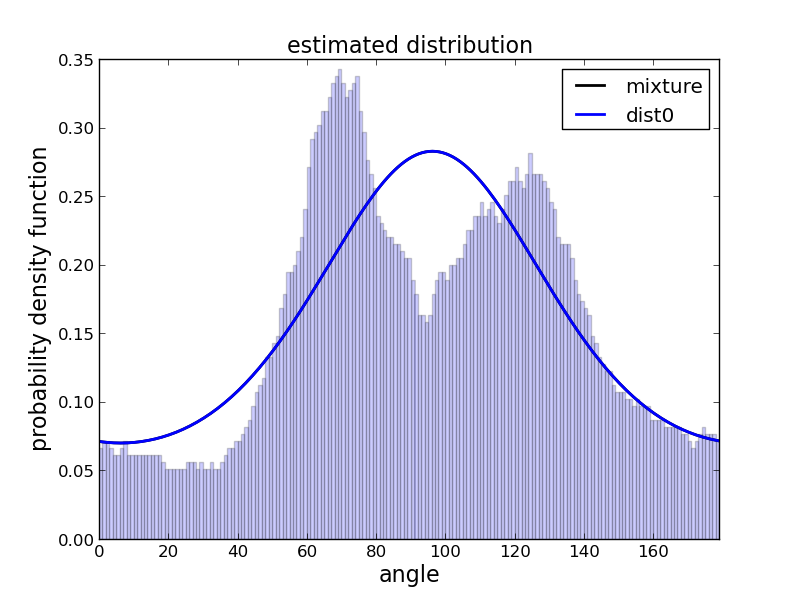 estimated distribution
mixture
dist0
probability density function
0.35
0.30
0.25
0.20
0.15
0.10
0.05
0.00
0 20 40 60 80 100 120 140 160
angle